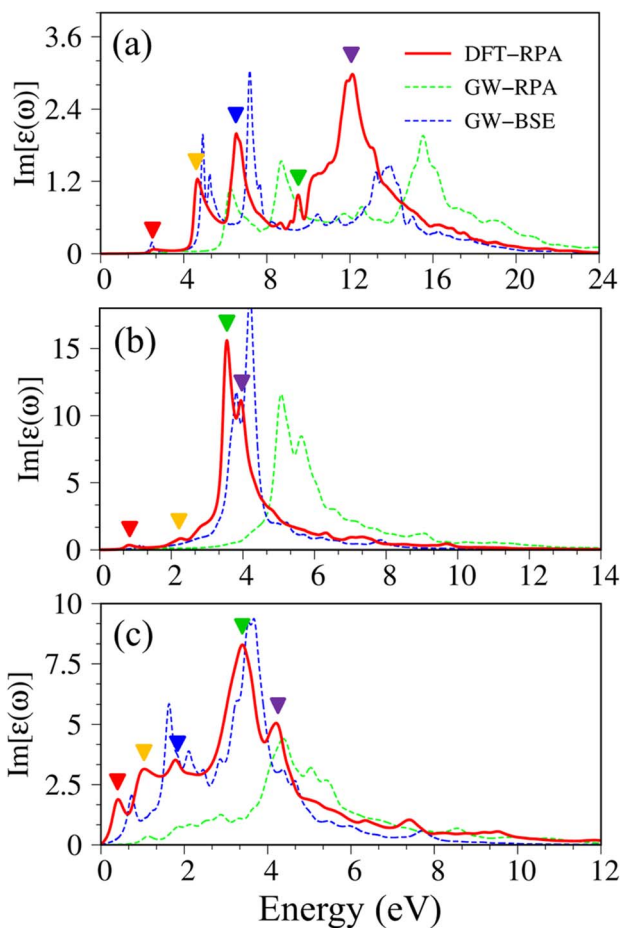 (a)
DFT−RPA
GW−RPA
GW−BSE
Im[ε(ω)]
3.6
2.4
1.2
0
0 4 8 12 16 20 24
(b)
Im[ε(ω)]
15
10
5
0
0 2 4 6 8 10 12 14
(c)
Im[ε(ω)]
10
7.5
5
2.5
0
0 2 4 6 8 10 12
Energy (eV)